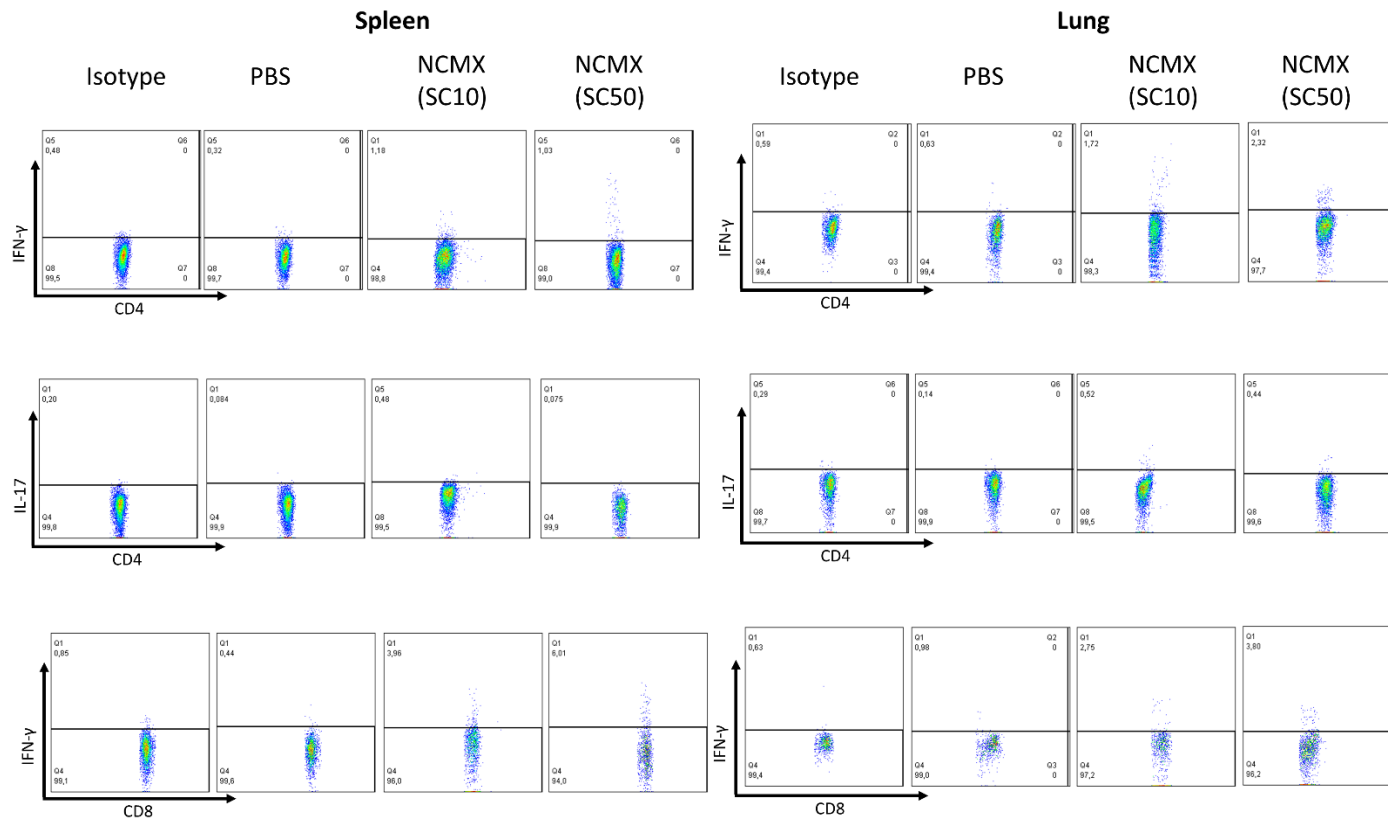 Spleen
Lung
Isotype
PBS
NCMX
(SC10)
NCMX
(SC50)
Isotype
PBS
NCMX
(SC10)
NCMX
(SC50)
IFN-γ
Q5
0,48
Q6
0
Q8
99,5
Q7
0
Q5
0,32
Q6
0
Q8
99,7
Q7
0
Q1
1,18
Q4
98,8
Q5
1,03
Q6
0
Q8
99,0
Q7
0
CD4
IFN-γ
Q1
0,59
Q2
0
Q4
99,4
Q3
0
Q1
0,63
Q2
0
Q4
99,4
Q3
0
Q1
1,72
Q4
98,3
Q1
2,32
Q4
97,7
CD4
IL-17
Q1
0,20
Q4
99,8
Q1
0,084
Q4
99,9
Q5
0,48
Q8
99,5
Q1
0,075
Q4
99,9
CD4
IL-17
Q5
0,29
Q6
0
Q8
99,7
Q7
0
Q5
0,14
Q6
0
Q8
99,9
Q7
0
Q1
0,52
Q4
99,5
Q5
0,44
Q8
99,6
CD4
IFN-γ
Q1
0,85
Q4
99,1
Q1
0,44
Q4
99,6
Q1
3,96
Q4
96,0
Q1
6,01
Q4
94,0
CD8
IFN-γ
Q1
0,63
Q4
99,4
Q1
0,98
Q2
0
Q4
99,0
Q3
0
Q1
2,75
Q4
97,2
Q1
3,80
Q4
96,2
CD8